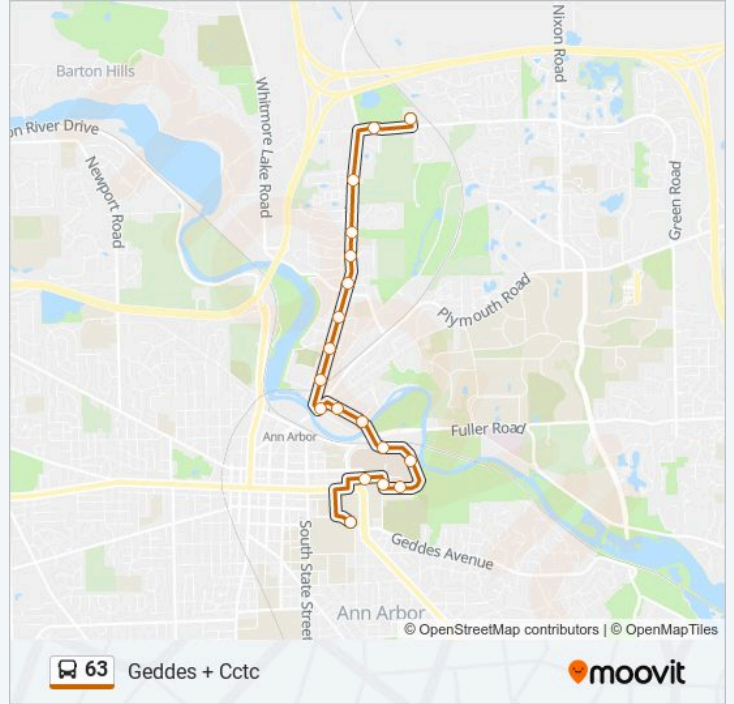 Nixon Road
Barton Hills
Whitmore Lake Road
on River Drive
Newport Road
Green Road
Plymouth Road
Ann Arbor
Fuller Road
South State Street
Geddes Avenue
Ann Arbor
© OpenStreetMap contributors | © OpenMapTiles
63 Geddes + Cctc
moovit